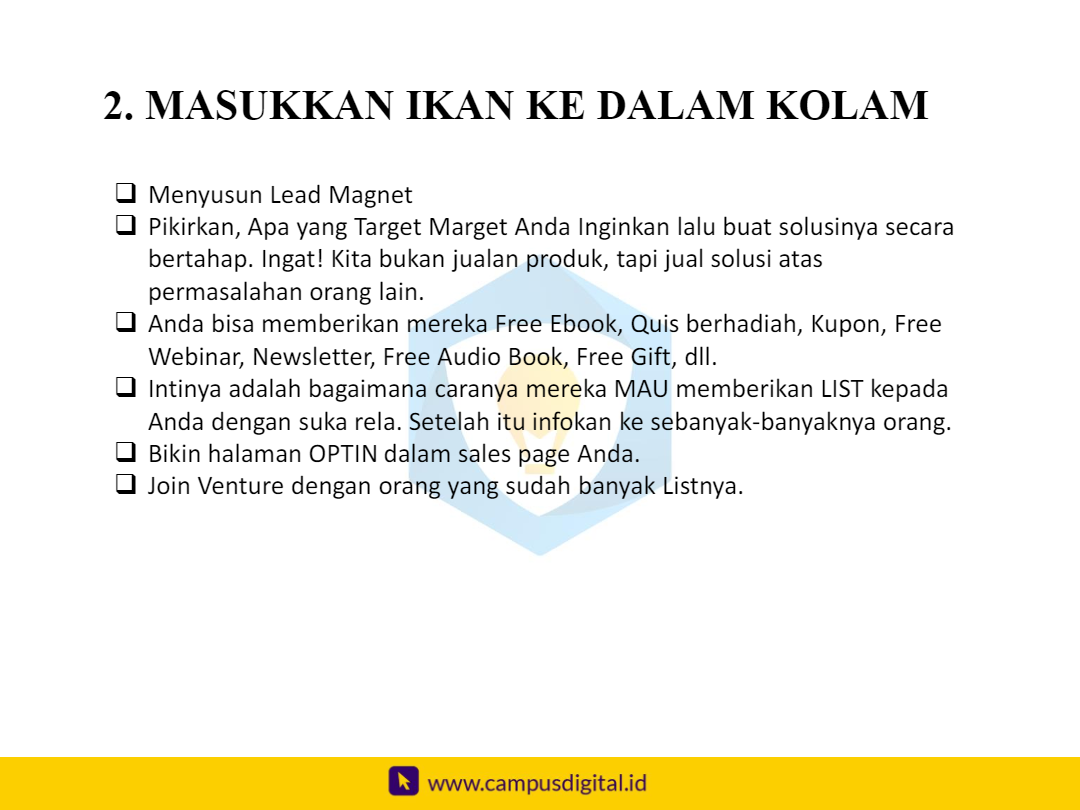 2. MASUKKAN IKAN KE DALAM KOLAM
❑ Menyusun Lead Magnet
❑ Pikirkan, Apa yang Target Marget Anda Inginkan lalu buat solusinya secara
bertahap. Ingat! Kita bukan jualan produk, tapi jual solusi atas
permasalahan orang lain.
❑ Anda bisa memberikan mereka Free Ebook, Quis berhadiah, Kupon, Free
Webinar, Newsletter, Free Audio Book, Free Gift, dll.
❑ Intinya adalah bagaimana caranya mereka MAU memberikan LIST kepada
Anda dengan suka rela. Setelah itu infokan ke sebanyak-banyaknya orang.
❑ Bikin halaman OPTIN dalam sales page Anda.
❑ Join Venture dengan orang yang sudah banyak Listnya.
www.campusdigital.id